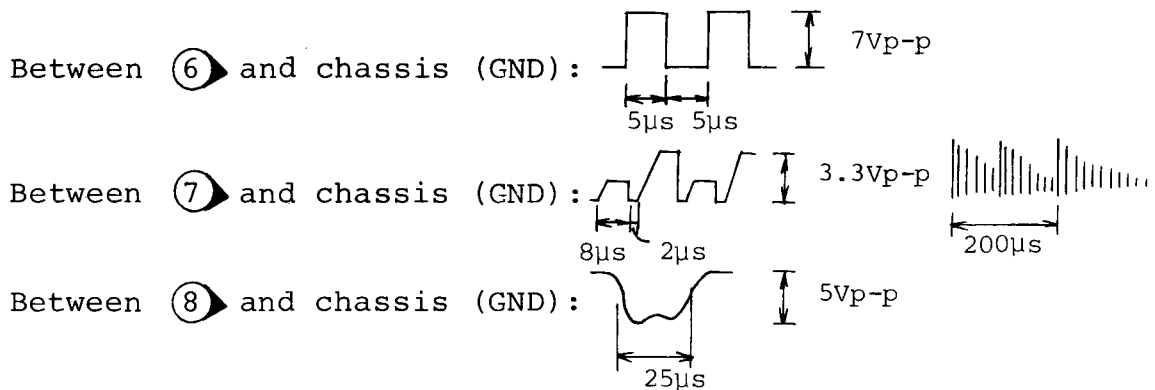 7Vp-p
Between 6 and chassis (GND):
5µs 5µs
Between 7 and chassis (GND):
3.3Vp-p
8µs 2µs
200µs
Between 8 and chassis (GND):
5Vp-p
25µs